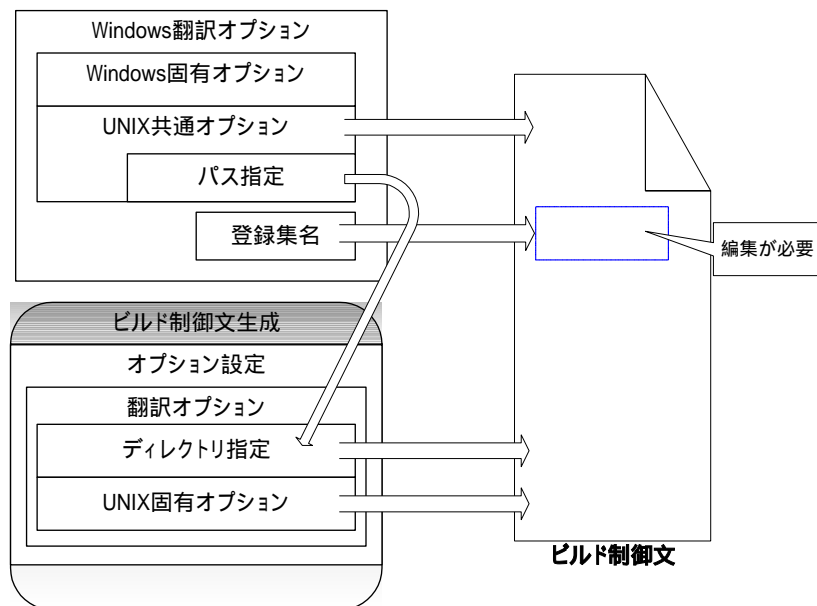 Windows翻訳オプション
Windows固有オプション
UNIX共通オプション
パス指定
登録集名
編集が必要
ビルド制御文生成
オプション設定
翻訳オプション
ディレクトリ指定
UNIX固有オプション
ビルド制御文